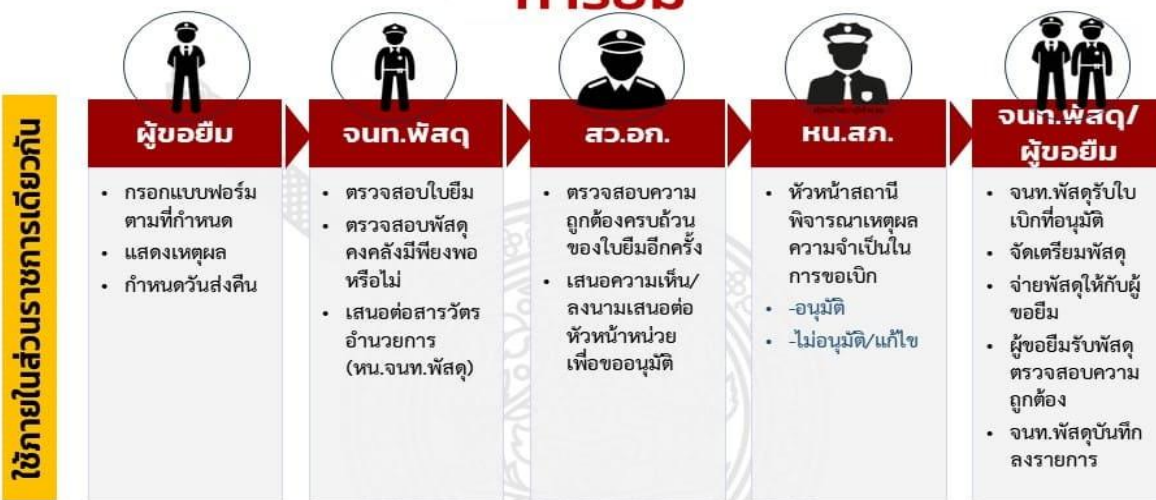 การยืม
ใช้ภายในส่วนราชการเดียวกัน
ผู้ขอยืม
• กรอกแบบฟอร์ม
ตามที่กำหนด
• แสดงเหตุผล
• กำหนดวันส่งคืน
จนท.พัสดุ
• ตรวจสอบใบยืม
• ตรวจสอบพัสดุ
คงคลังมีพียงพอ
หรือไม่
• เสนอต่อสารวัตร
อำนวยการ
(หน.จนท.พัสดุ)
สว.อก.
• ตรวจสอบความ
ถูกต้องครบถ้วน
ของใบยืมอีกครั้ง
• เสนอความเห็น/
ลงนามเสนอต่อ
หัวหน้าหน่วย
เพื่อขออนุมัติ
หน.สภ.
• หัวหน้าสถานี
พิจารณาเหตุผล
ความจำเป็นใน
การขอเบิก
• -อนุมัติ
• -ไม่อนุมัติ/แก้ไข
จนท.พัสดุ/
ผู้ขอยืม
• จนท.พัสดุรับใบ
เบิกที่อนุมัติ
• จัดเตรียมพัสดุ
• จ่ายพัสดุให้กับผู้
ขอยืม
• ผู้ขอยืมรับพัสดุ
ตรวจสอบความ
ถูกต้อง
• จนท.พัสดุบันทึก
ลงรายการ